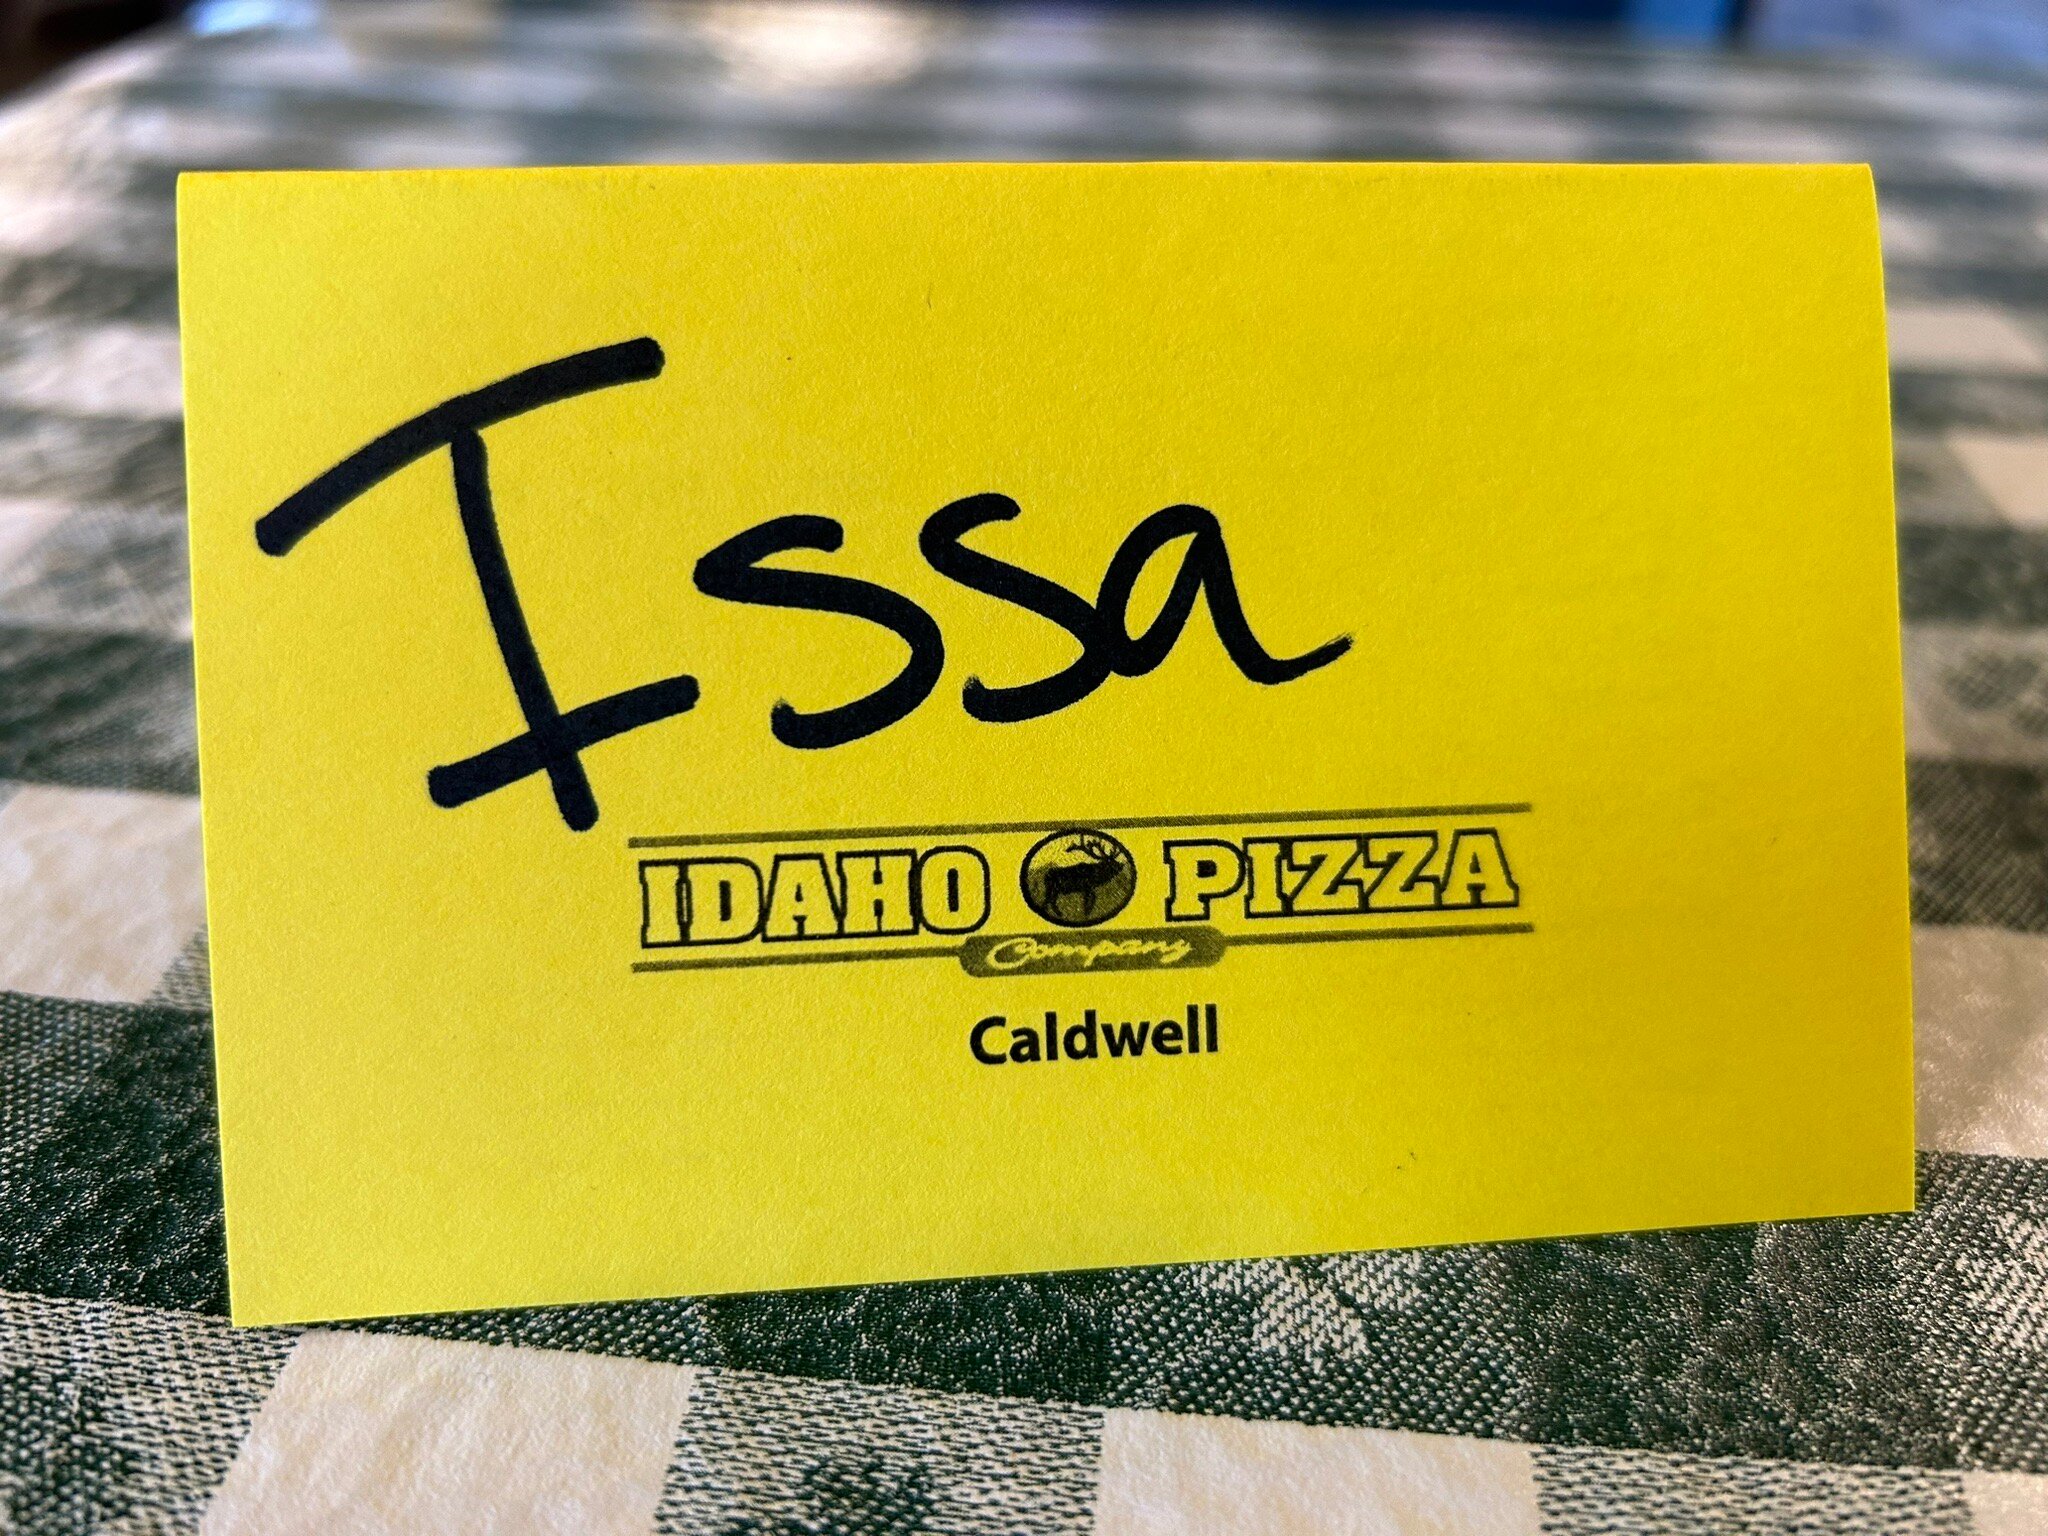 Issa
IDAHO PIZZA
Company
Caldwell